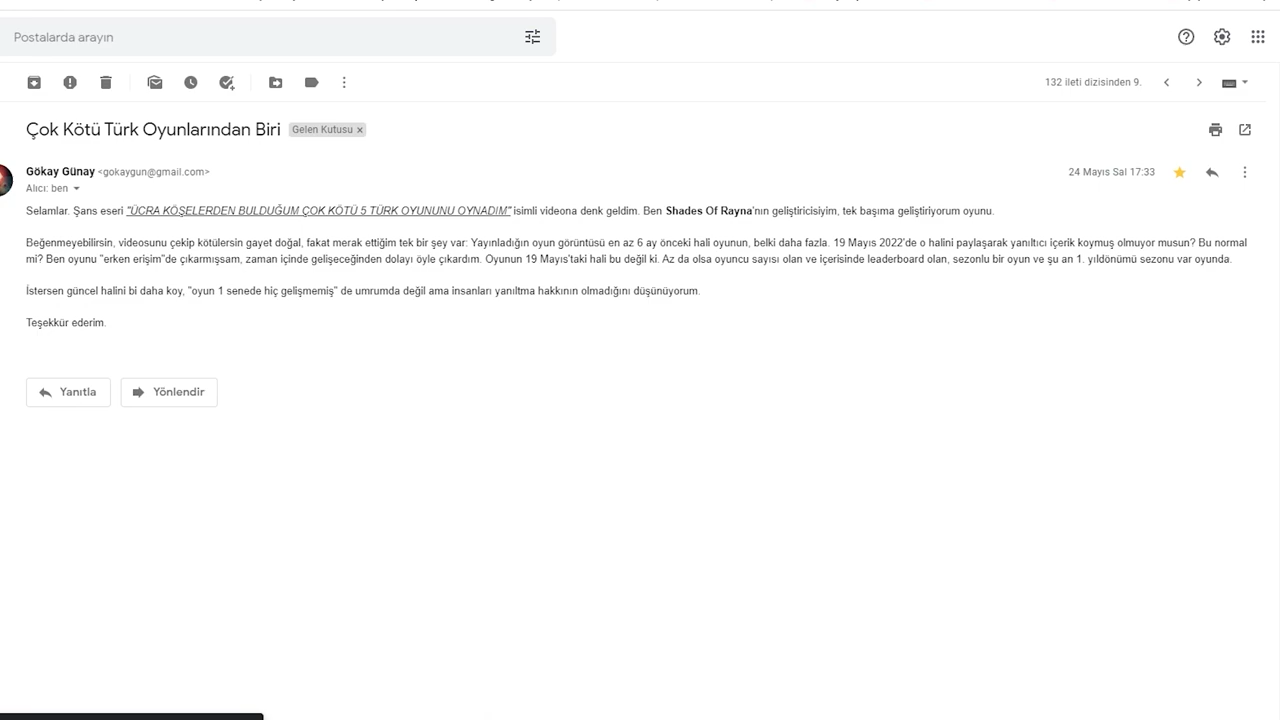 Postalarda arayın
132 ileti dizisinden 9.
Çok Kötü Türk Oyunlarından Biri Gelen Kutusu ×
Gökay Günay <gokaygun@gmail.com> 24 Mayıs Sal 17:33
Alıcı: ben
Selamlar. Şans eseri "ÜCRA KÖŞELERDEN BULDUĞUM ÇOK KÖTÜ 5 TÜRK OYUNUNU OYNADIM" isimli videona denk geldim. Ben Shades Of Rayna'nın geliştiricisiyim, tek başıma geliştiriyorum oyunu.
Beğenmeyebilirsin, videosunu çekip kötülersin gayet doğal, fakat merak ettiğim tek bir şey var: Yayınladığın oyun görüntüsü en az 6 ay önceki hali oyunun, belki daha fazla. 19 Mayıs 2022'de o halini paylaşarak yanıltıcı içerik koymuş olmuyor musun? Bu normal
mi? Ben oyunu "erken erişim"de çıkarmışsam, zaman içinde gelişeceğinden dolayı öyle çıkardım. Oyunun 19 Mayıs'taki hali bu değil ki. Az da olsa oyuncu sayısı olan ve içerisinde leaderboard olan, sezonlu bir oyun ve şu an 1. yıldönümü sezonu var oyunda.
İstersen güncel halini bi daha koy, "oyun 1 senede hiç gelişmemiş" de umrumda değil ama insanları yanıltma hakkının olmadığını düşünüyorum.
Teşekkür ederim.
Yanıtla Yönlendir